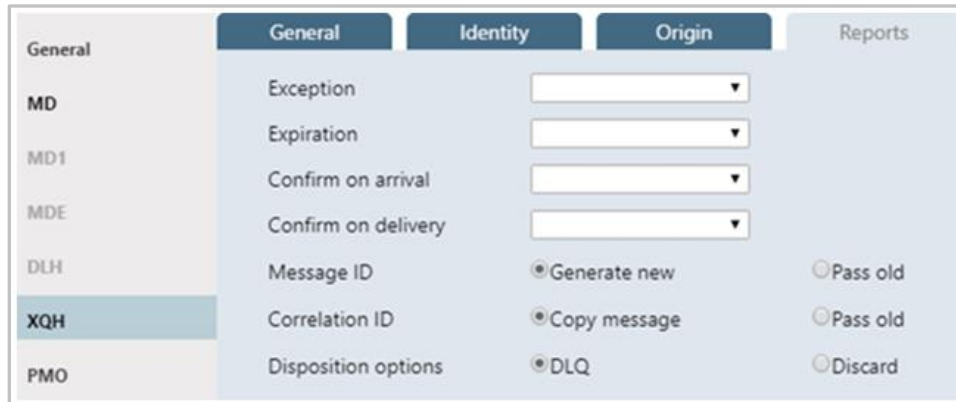 General
MD
MD1
MDE
DLH
XQH
PMO
General Identity Origin Reports
Exception
Expiration
Confirm on arrival
Confirm on delivery
Message ID Generate new Pass old
Correlation ID Copy message Pass old
Disposition options DLQ Discard